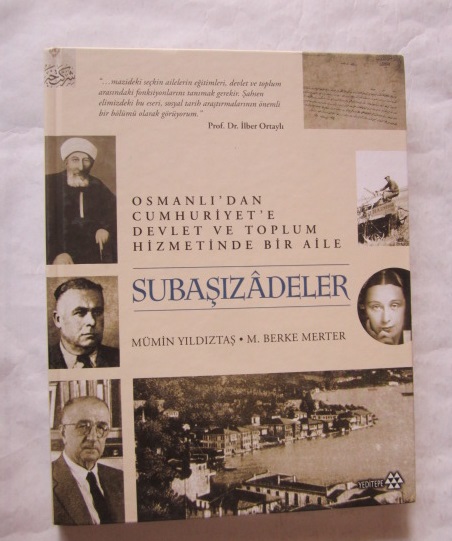 "...mazideki seçkin ailelerin eğitimleri, devlet ve toplum
arasındaki fonksiyonlarını tanımak gerekir. Şahsen
elimizdeki bu eseri, sosyal tarih araştırmalarının önemli
bir bölümü olarak görüyorum."
Prof. Dr. İlber Ortaylı
OSMANLI'DAN
CUMHURİYET'E
DEVLET VE TOPLUM
HİZMETİNDE BİR AİLE
SUBAŞIZÂDELER
MÜMİN YILDIZTAŞ • M. BERKE MERTER
YEDİTEPE